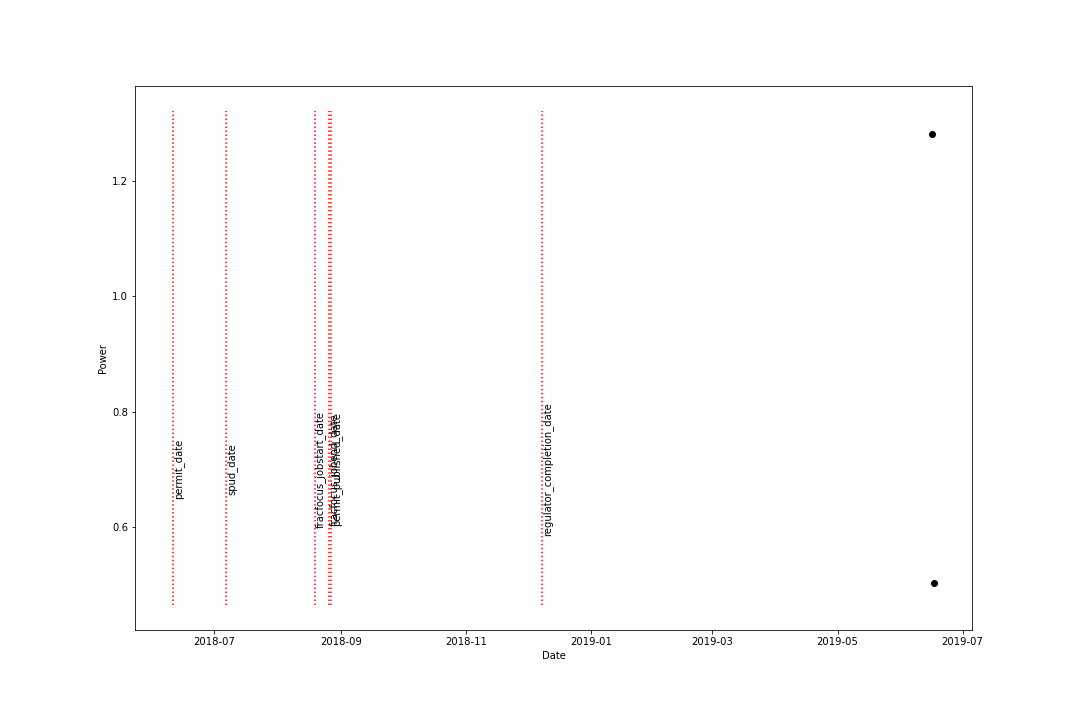 1.2
1.0
0.8
0.6
Power
permit_date
spud_date
fracfocus_jobstart_date
permit_published_date
regulator_completion_date
2018-07
2018-09
2018-11
2019-01
2019-03
2019-05
2019-07
Date